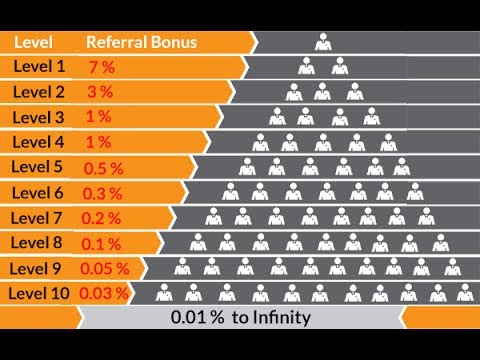 Level Referral Bonus
Level 1 7 %
Level 2 3 %
Level 3 1 %
Level 4 1 %
Level 5 0.5 %
Level 6 0.3 %
Level 7 0.2 %
Level 8 0.1 %
Level 9 0.05 %
Level 10 0.03 %
0.01 % to Infinity